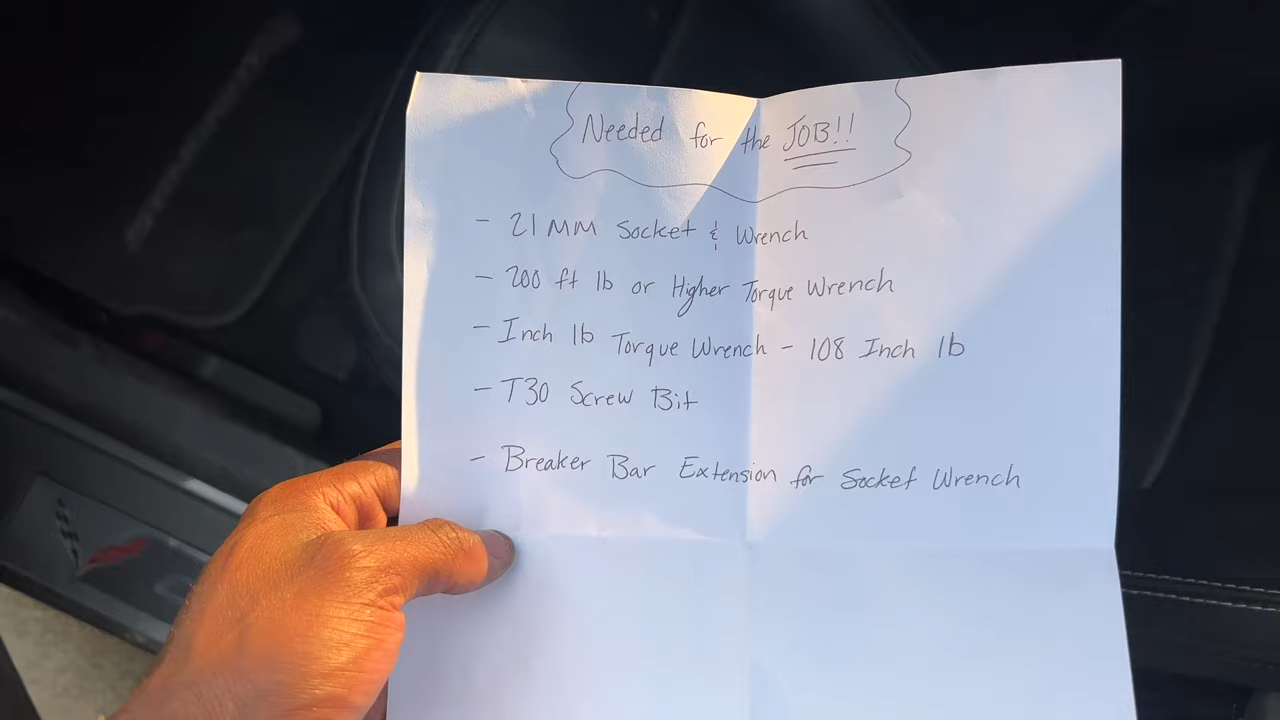 Needed for the JOB!!
- 21 MM Socket & Wrench
- 200 ft lb or Higher Torque Wrench
- Inch lb Torque Wrench - 108 Inch lb
- T30 Screw Bit
- Breaker Bar Extension for Socket Wrench